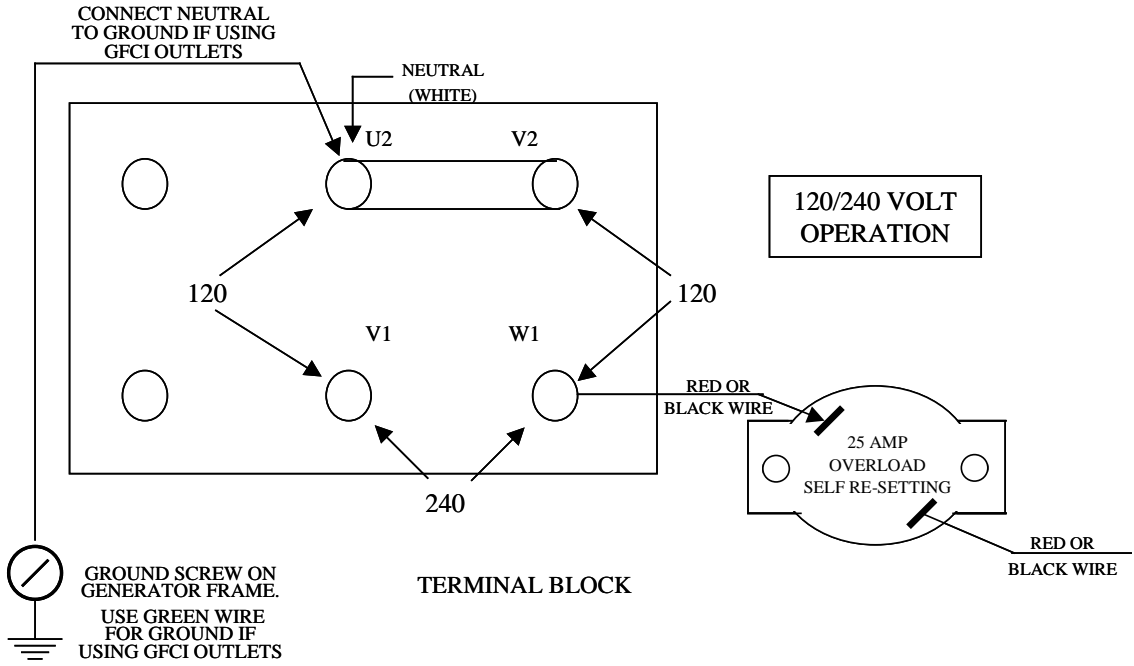 CONNECT NEUTRAL
TO GROUND IF USING
GFCI OUTLETS
NEUTRAL
(WHITE)
U2
V2
120/240 VOLT
OPERATION
120
120
V1
W1
RED OR
BLACK WIRE
25 AMP
OVERLOAD
SELF RE-SETTING
240
RED OR
BLACK WIRE
GROUND SCREW ON
GENERATOR FRAME.
USE GREEN WIRE
FOR GROUND IF
USING GFCI OUTLETS
TERMINAL BLOCK